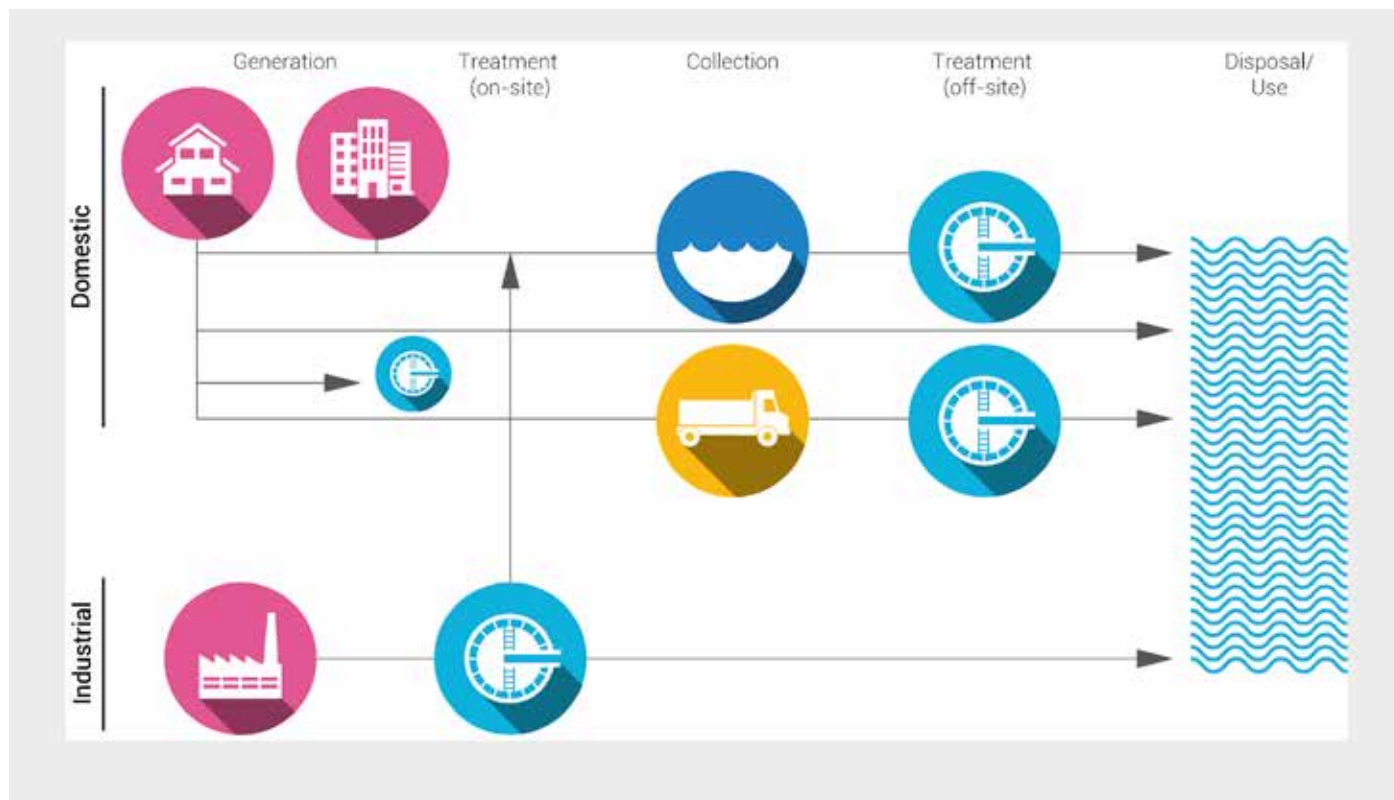 Generation
Treatment
(on-site)
Collection
Treatment
(off-site)
Disposal/
Use
Domestic
Industrial